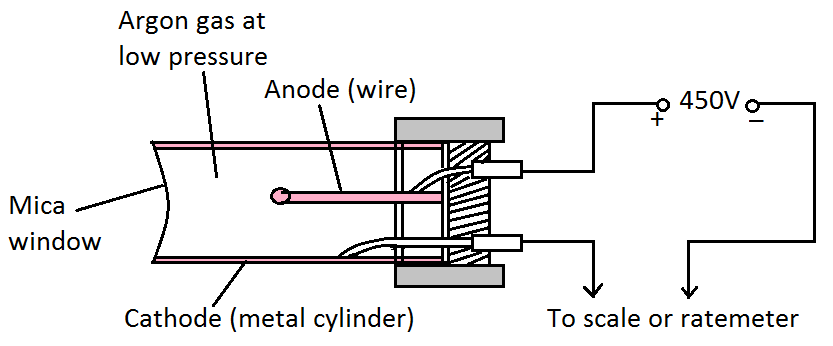 Argon gas at
low pressure
Anode (wire)
450V
+
–
Mica
window
Cathode (metal cylinder)
To scale or ratemeter